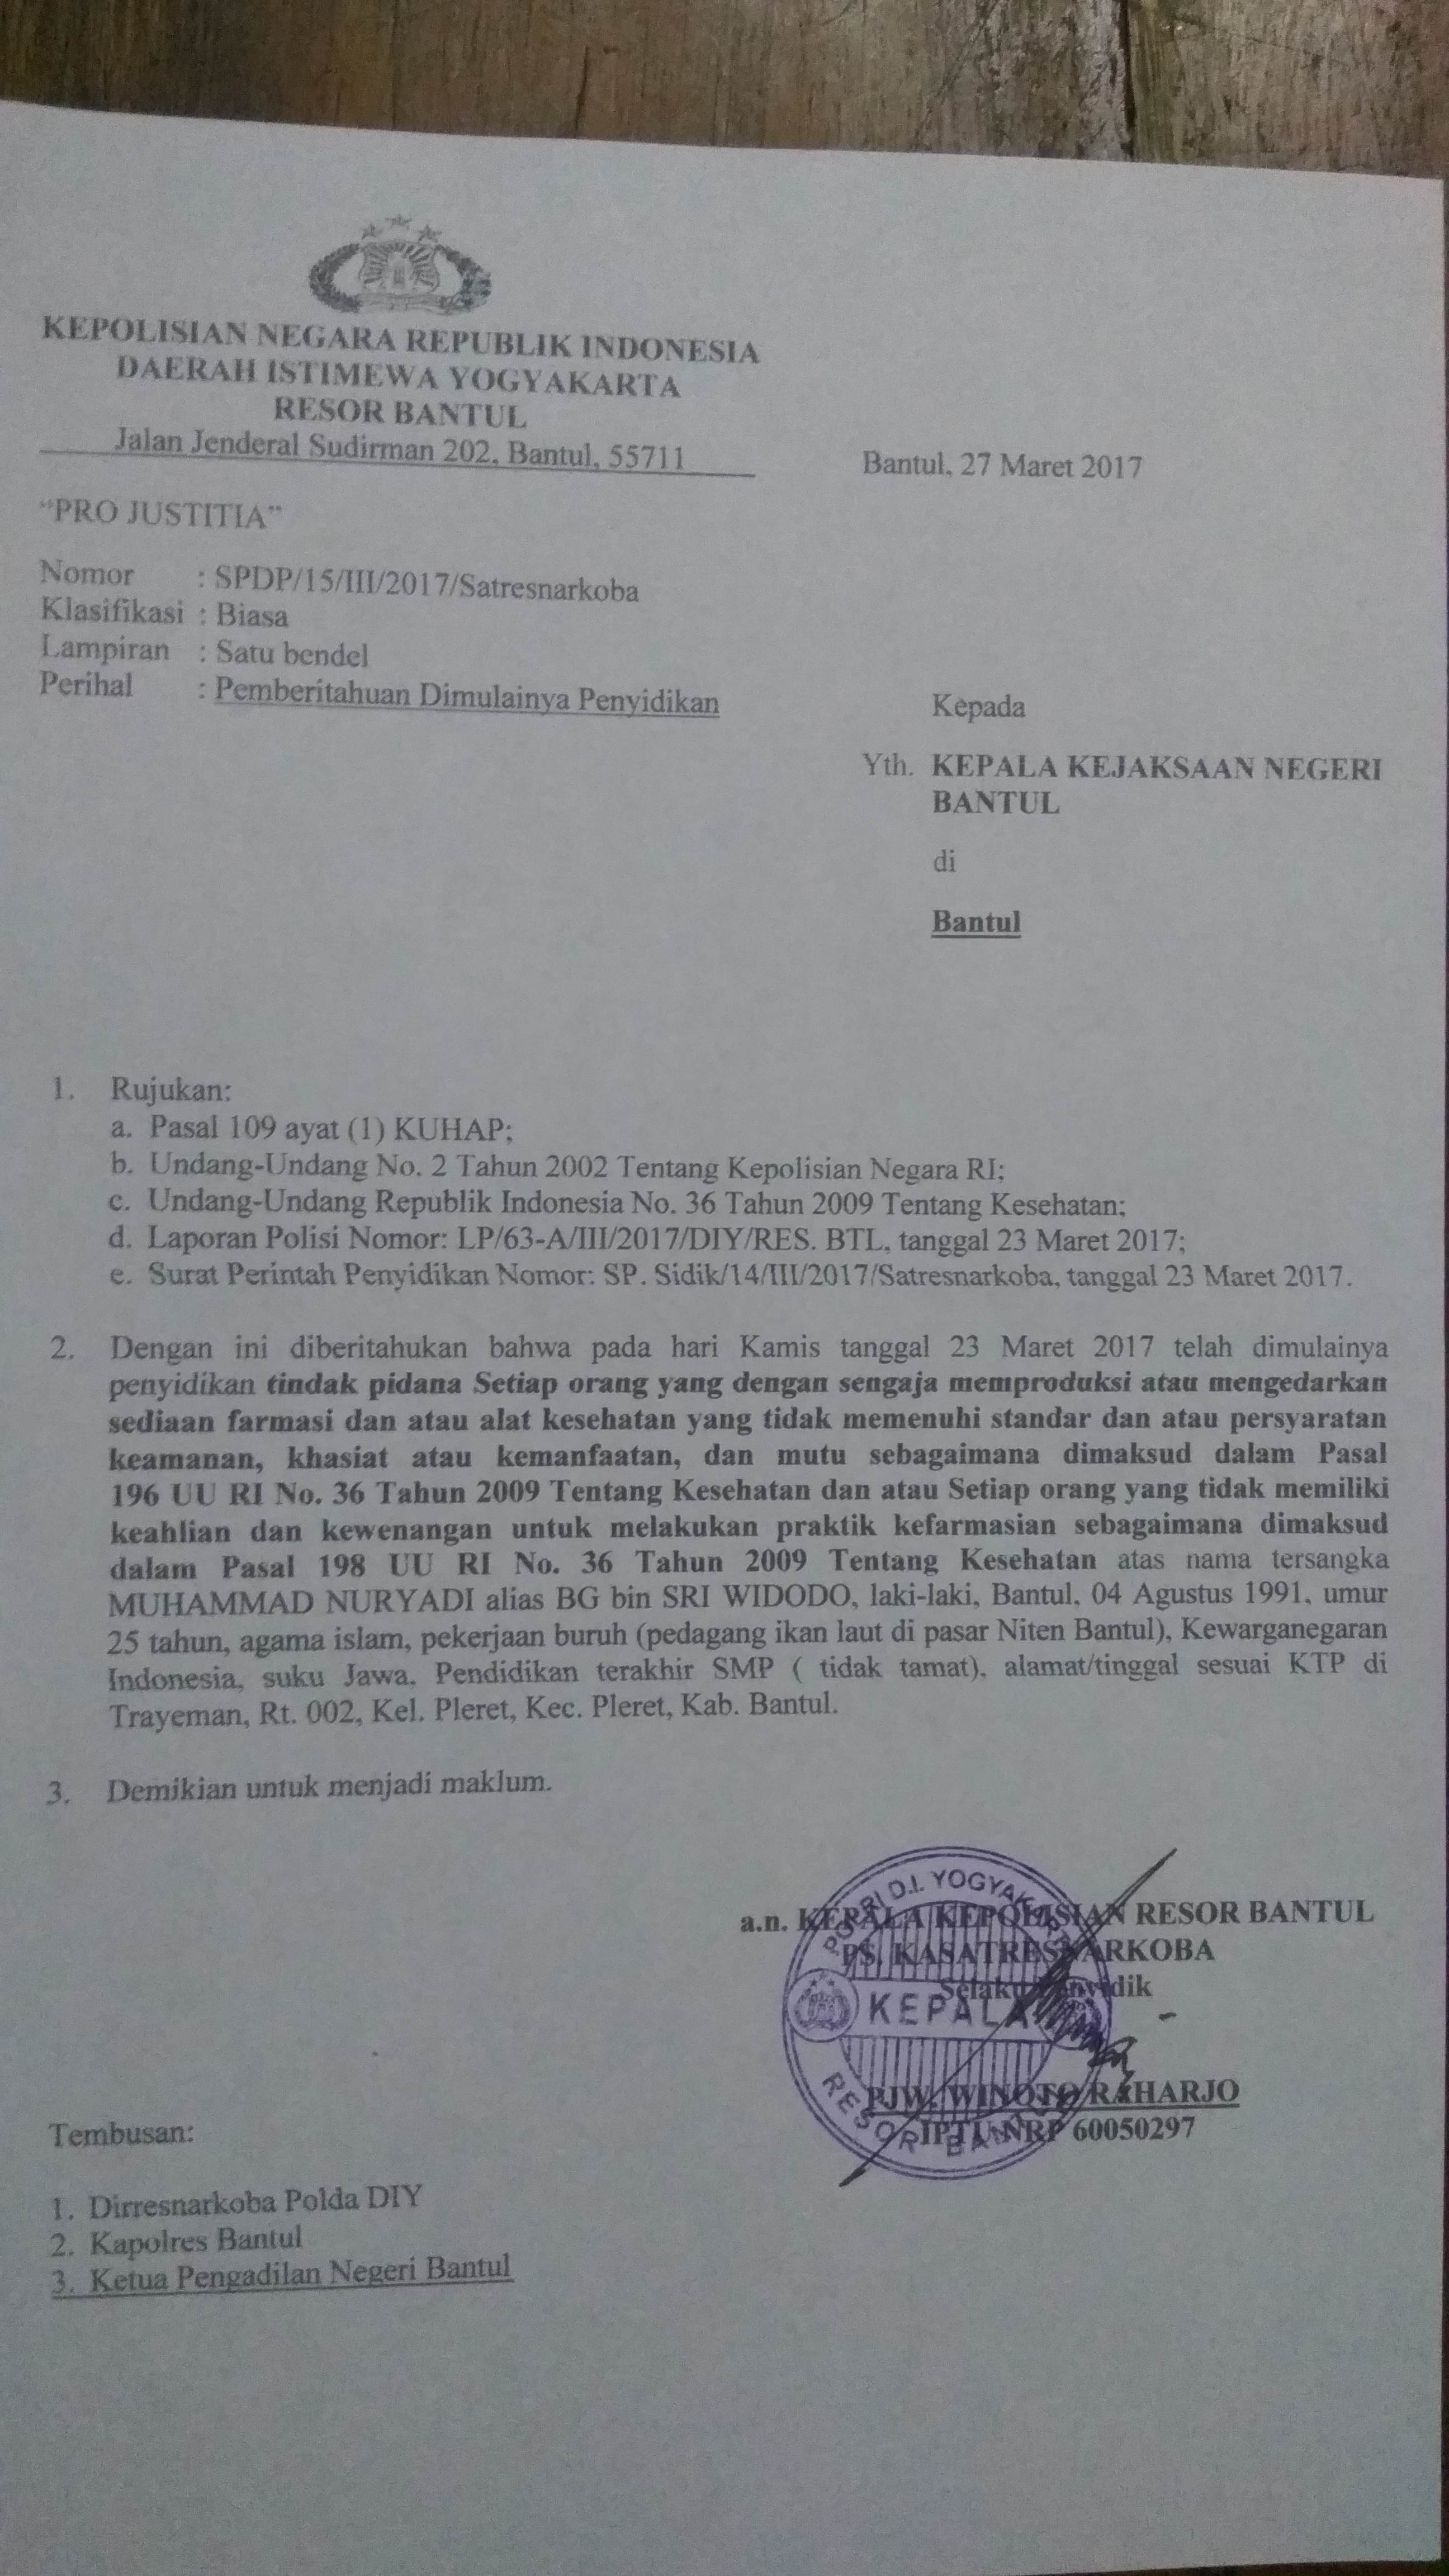 KEPOLISIAN NEGARA REPUBLIK INDONESIA
DAERAH ISTIMEWA YOGYAKARTA
RESOR BANTUL
Jalan Jenderal Sudirman 202, Bantul, 55711
Bantul, 27 Maret 2017
"PRO JUSTITIA"
Nomor : SPDP/15/III/2017/Satresnarkoba
Klasifikasi : Biasa
Lampiran : Satu bendel
Perihal : Pemberitahuan Dimulainya Penyidikan
Kepada
Yth. KEPALA KEJAKSAAN NEGERI
BANTUL
di
Bantul
1. Rujukan:
a. Pasal 109 ayat (1) KUHAP;
b. Undang-Undang No. 2 Tahun 2002 Tentang Kepolisian Negara RI;
c. Undang-Undang Republik Indonesia No. 36 Tahun 2009 Tentang Kesehatan;
d. Laporan Polisi Nomor: LP/63-A/III/2017/DIY/RES. BTL, tanggal 23 Maret 2017;
e. Surat Perintah Penyidikan Nomor: SP. Sidik/14/III/2017/Satresnarkoba, tanggal 23 Maret 2017.
2. Dengan ini diberitahukan bahwa pada hari Kamis tanggal 23 Maret 2017 telah dimulainya
penyidikan tindak pidana Setiap orang yang dengan sengaja memproduksi atau mengedarkan
sediaan farmasi dan atau alat kesehatan yang tidak memenuhi standar dan atau persyaratan
keamanan, khasiat atau kemanfaatan, dan mutu sebagaimana dimaksud dalam Pasal
196 UU RI No. 36 Tahun 2009 Tentang Kesehatan dan atau Setiap orang yang tidak memiliki
keahlian dan kewenangan untuk melakukan praktik kefarmasian sebagaimana dimaksud
dalam Pasal 198 UU RI No. 36 Tahun 2009 Tentang Kesehatan atas nama tersangka
MUHAMMAD NURYADI alias BG bin SRI WIDODO, laki-laki, Bantul, 04 Agustus 1991, umur
25 tahun, agama islam, pekerjaan buruh (pedagang ikan laut di pasar Niten Bantul), Kewarganegaran
Indonesia, suku Jawa, Pendidikan terakhir SMP ( tidak tamat), alamat/tinggal sesuai KTP di
Trayeman, Rt. 002, Kel. Pleret, Kec. Pleret, Kab. Bantul.
3. Demikian untuk menjadi maklum.
a.n. KEPALA KEPOLISIAN RESOR BANTUL
PS. KASATRESNARKOBA
Selaku Penyidik
POLRI D.I. YOGYAKARTA
KEPALA
RESOR BANTUL
PJW. WINOTO RAHARJO
IPTU NRP 60050297
Tembusan:
1. Dirresnarkoba Polda DIY
2. Kapolres Bantul
3. Ketua Pengadilan Negeri Bantul